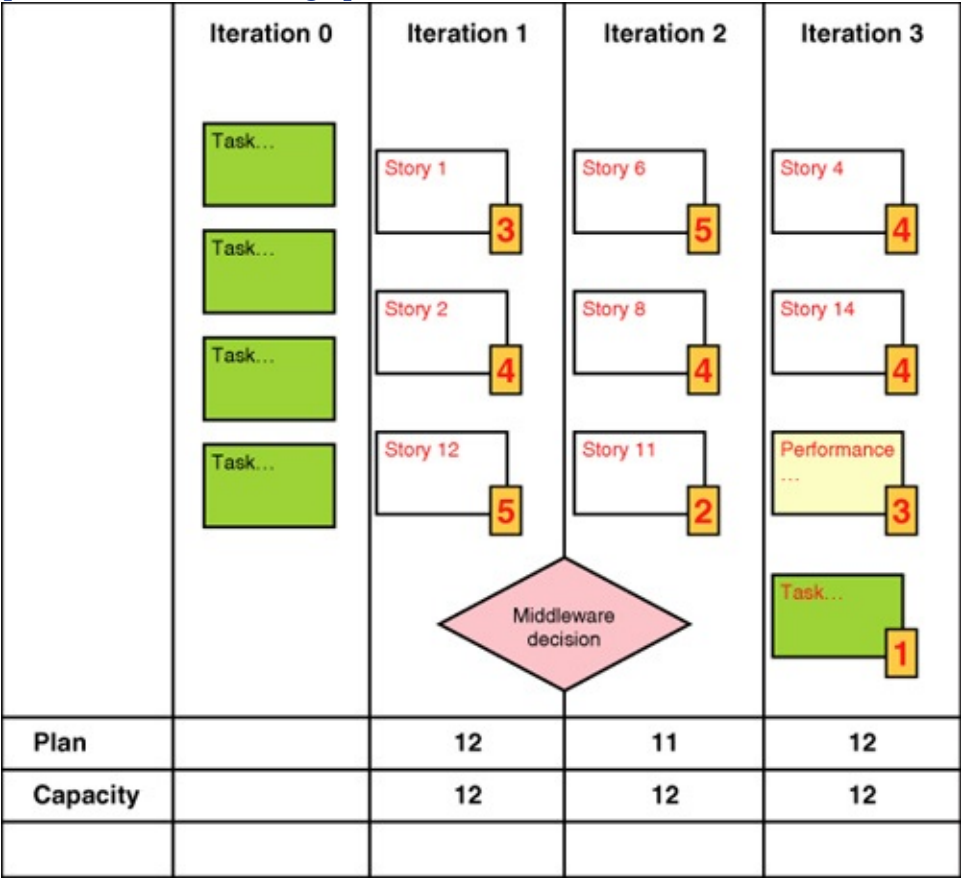 Iteration 0
Iteration 1
Iteration 2
Iteration 3
Task...
Task...
Task...
Task...
Story 1
3
Story 2
4
Story 12
5
Story 6
5
Story 8
4
Story 11
2
Story 4
4
Story 14
4
Performance
...
3
Task...
1
Middleware
decision
Plan
12
11
12
Capacity
12
12
12